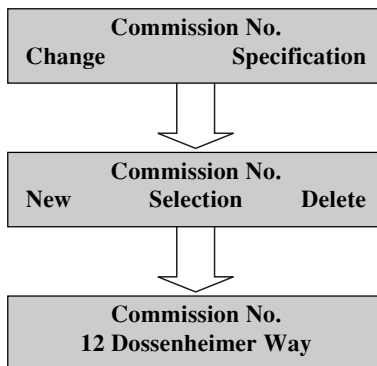 Commission No.
Change Specification
Commission No.
New Selection Delete
Commission No.
12 Dossenheimer Way